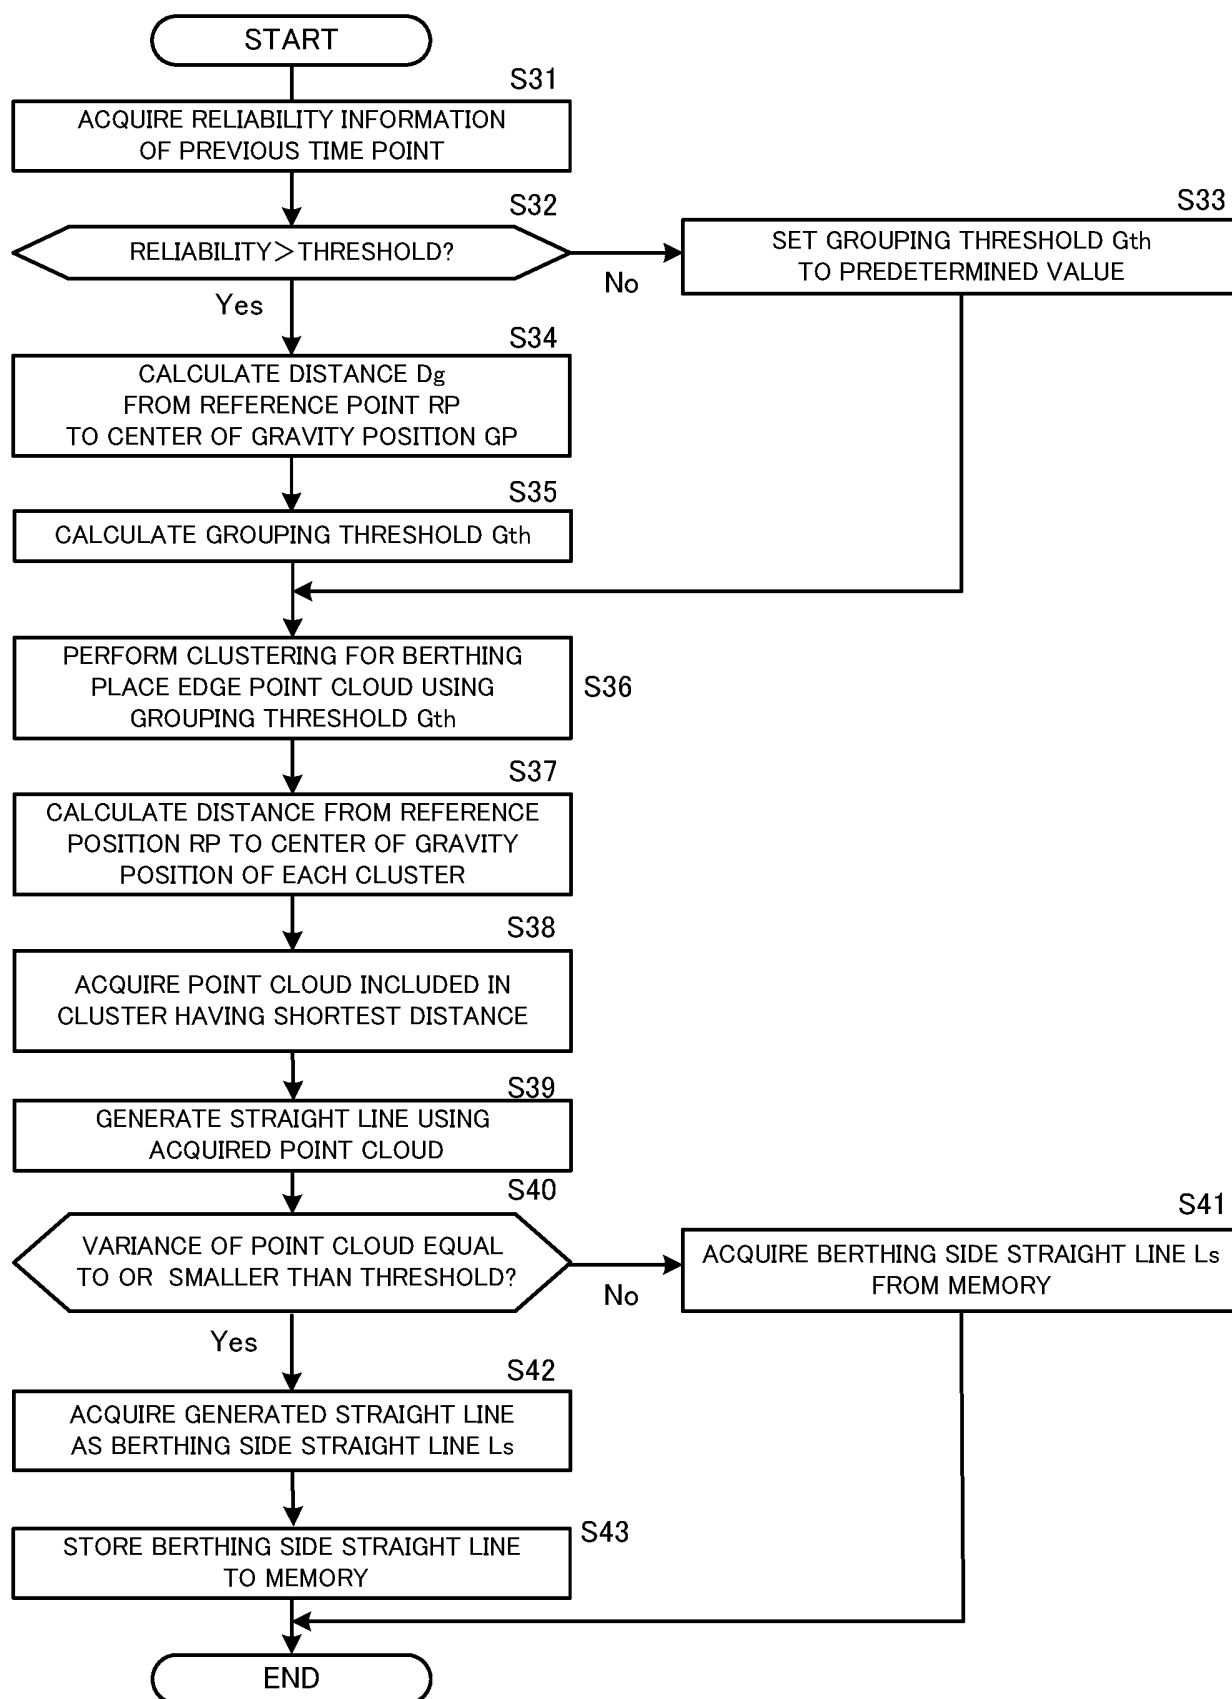 START
S31
ACQUIRE RELIABILITY INFORMATION
OF PREVIOUS TIME POINT
S32
RELIABILITY>THRESHOLD?
No
Yes
S33
SET GROUPING THRESHOLD Gth
TO PREDETERMINED VALUE
S34
CALCULATE DISTANCE Dg
FROM REFERENCE POINT RP
TO CENTER OF GRAVITY POSITION GP
S35
CALCULATE GROUPING THRESHOLD Gth
PERFORM CLUSTERING FOR BERTHING
PLACE EDGE POINT CLOUD USING
GROUPING THRESHOLD Gth
S36
S37
CALCULATE DISTANCE FROM REFERENCE
POSITION RP TO CENTER OF GRAVITY
POSITION OF EACH CLUSTER
S38
ACQUIRE POINT CLOUD INCLUDED IN
CLUSTER HAVING SHORTEST DISTANCE
S39
GENERATE STRAIGHT LINE USING
ACQUIRED POINT CLOUD
S40
VARIANCE OF POINT CLOUD EQUAL
TO OR SMALLER THAN THRESHOLD?
No
Yes
S41
ACQUIRE BERTHING SIDE STRAIGHT LINE Ls
FROM MEMORY
S42
ACQUIRE GENERATED STRAIGHT LINE
AS BERTHING SIDE STRAIGHT LINE Ls
S43
STORE BERTHING SIDE STRAIGHT LINE
TO MEMORY
END